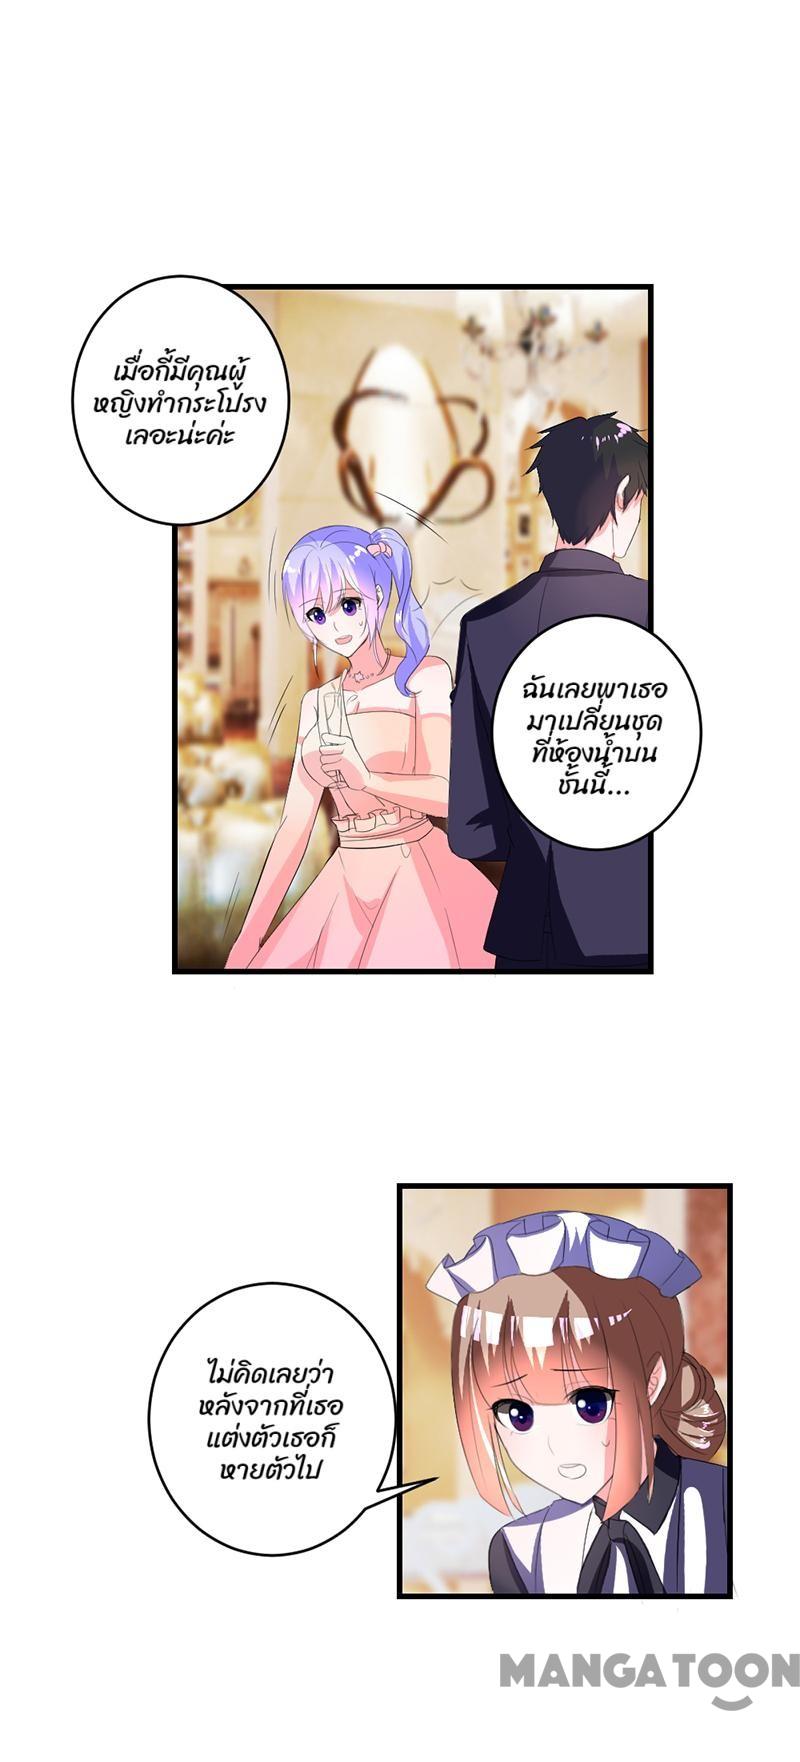 เมื่อกี้มีคุณผู้
หญิงทำกระโปรง
เลอะน่ะค่ะ
ฉันเลยพาเธอ
มาเปลี่ยนชุด
ที่ห้องน้ำบน
ชั้นนี้...
ไม่คิดเลยว่า
หลังจากที่เธอ
แต่งตัวเธอก็
หายตัวไป
MANGATOON